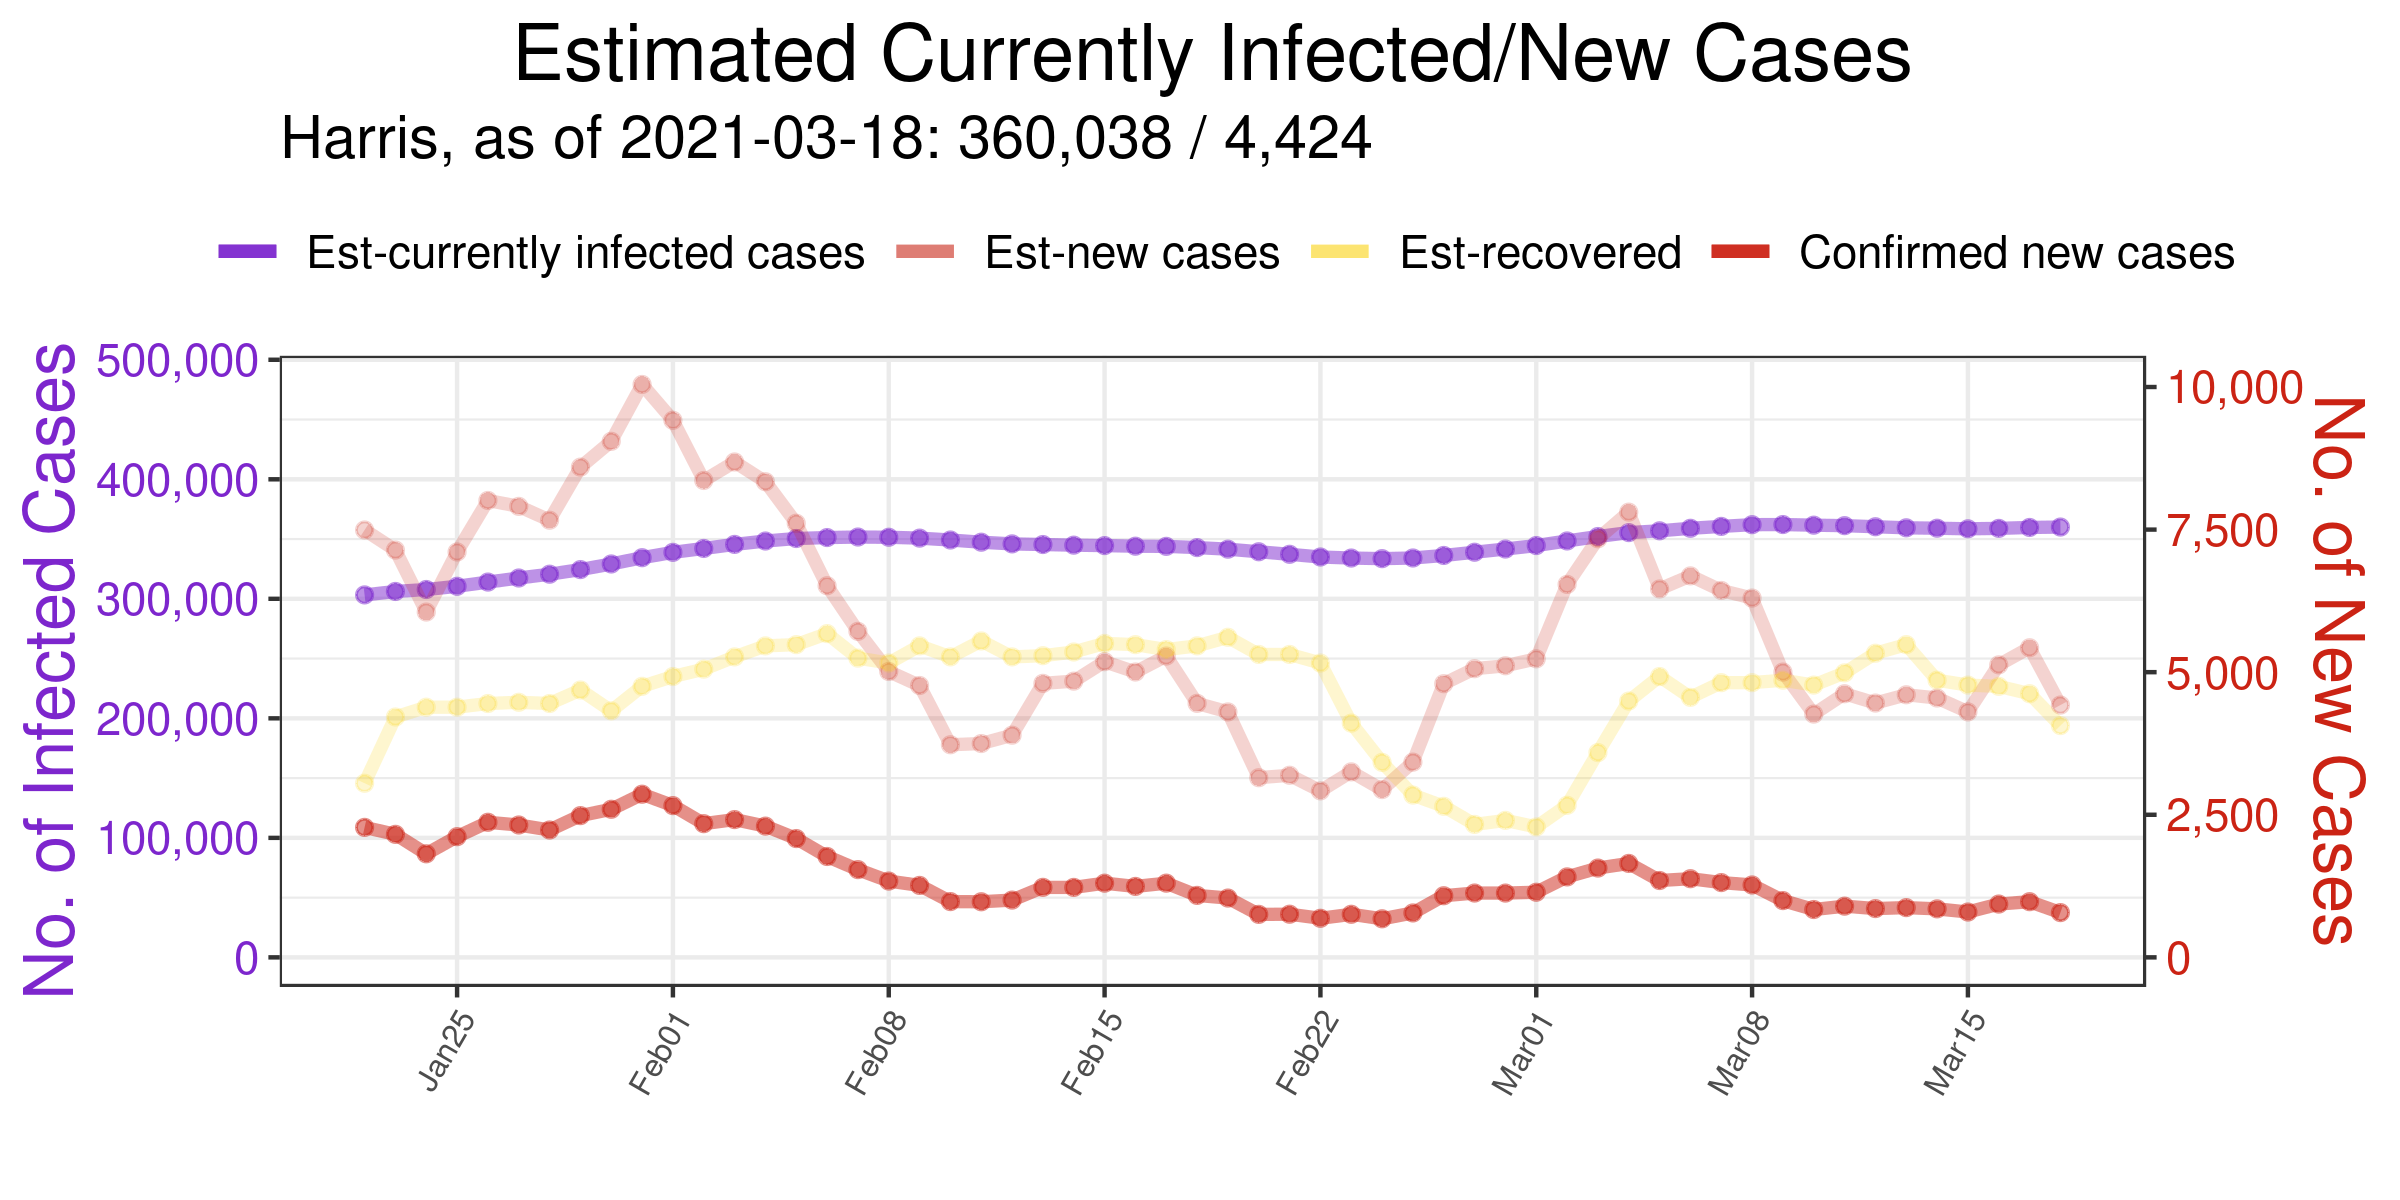 Estimated Currently Infected/New Cases
Harris, as of 2021-03-18: 360,038 / 4,424
Est-currently infected cases Est-new cases Est-recovered Confirmed new cases
No. of Infected Cases
500,000
400,000
300,000
200,000
100,000
0
10,000
7,500
5,000
2,500
0
No. of New Cases
Jan25 Feb01 Feb08 Feb15 Feb22 Mar01 Mar08 Mar15